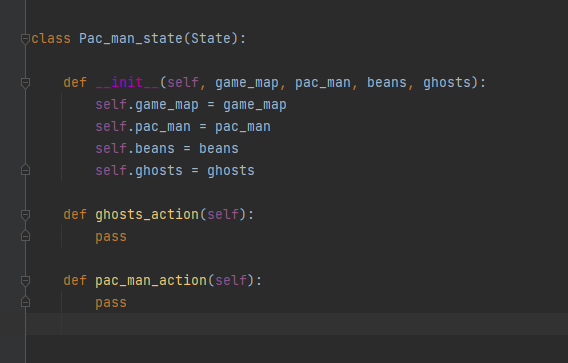 class Pac_man_state(State):
def __init__(self, game_map, pac_man, beans, ghosts):
self.game_map = game_map
self.pac_man = pac_man
self.beans = beans
self.ghosts = ghosts
def ghosts_action(self):
pass
def pac_man_action(self):
pass